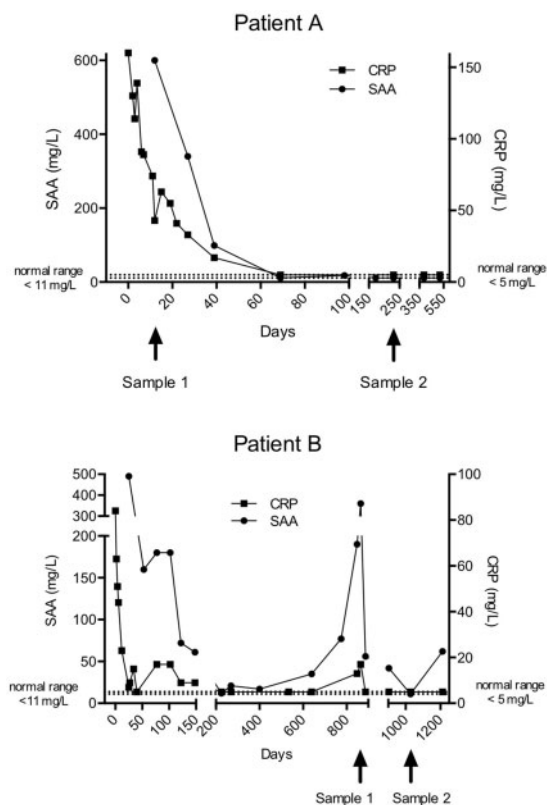 Patient A
600
400
200
0
SAA (mg/L)
CRP
SAA
150
100
50
0
CRP (mg/L)
normal range
< 11 mg/L
normal range
< 5 mg/L
0 20 40 60 80 100 150 250 350 550
Days
Sample 1 Sample 2
Patient B
500
400
300
200
150
100
50
0
SAA (mg/L)
CRP
SAA
100
80
60
40
20
0
CRP (mg/L)
normal range
<11 mg/L
normal range
<5 mg/L
0 50 100 150 200 400 600 800 1000 1200
Days
Sample 1 Sample 2